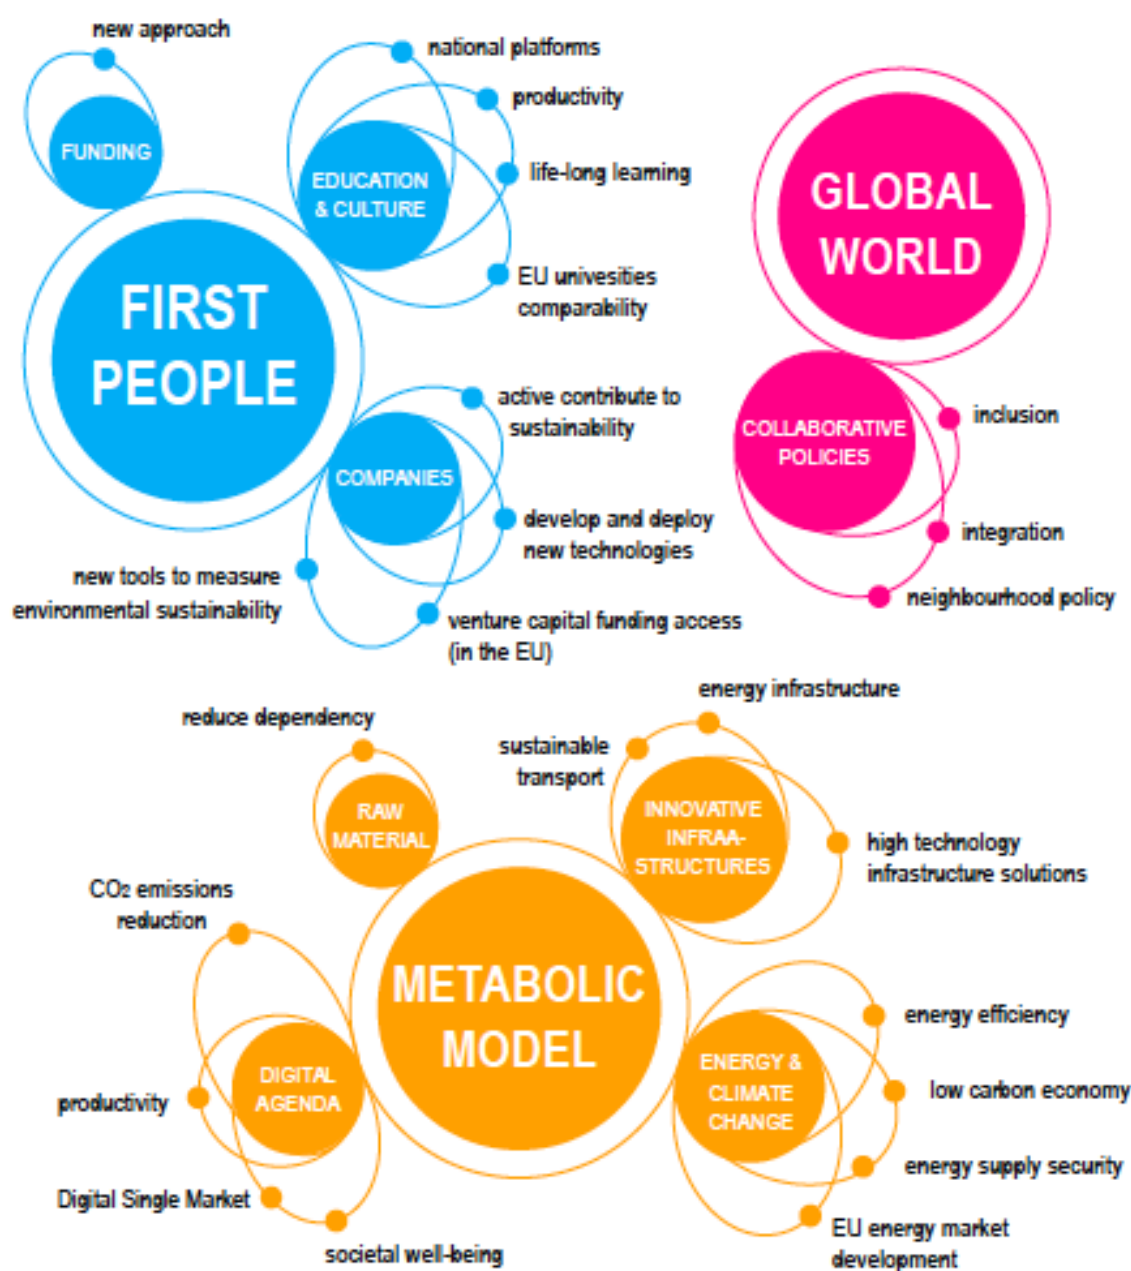 new approach
FUNDING
national platforms
productivity
life-long learning
EU univesities
comparability
EDUCATION
& CULTURE
FIRST
PEOPLE
COMPANIES
active contribute to
sustainability
develop and deploy
new technologies
venture capital funding access
(in the EU)
new tools to measure
environmental sustainability
GLOBAL
WORLD
COLLABORATIVE
POLICIES
inclusion
integration
neighbourhood policy
reduce dependency
RAW
MATERIAL
energy infrastructure
sustainable
transport
INNOVATIVE
INFRAA-
STRUCTURES
high technology
infrastructure solutions
METABOLIC
MODEL
CO2 emissions
reduction
DIGITAL
AGENDA
productivity
Digital Single Market
societal well-being
ENERGY &
CLIMATE
CHANGE
energy efficiency
low carbon economy
energy supply security
EU energy market
development